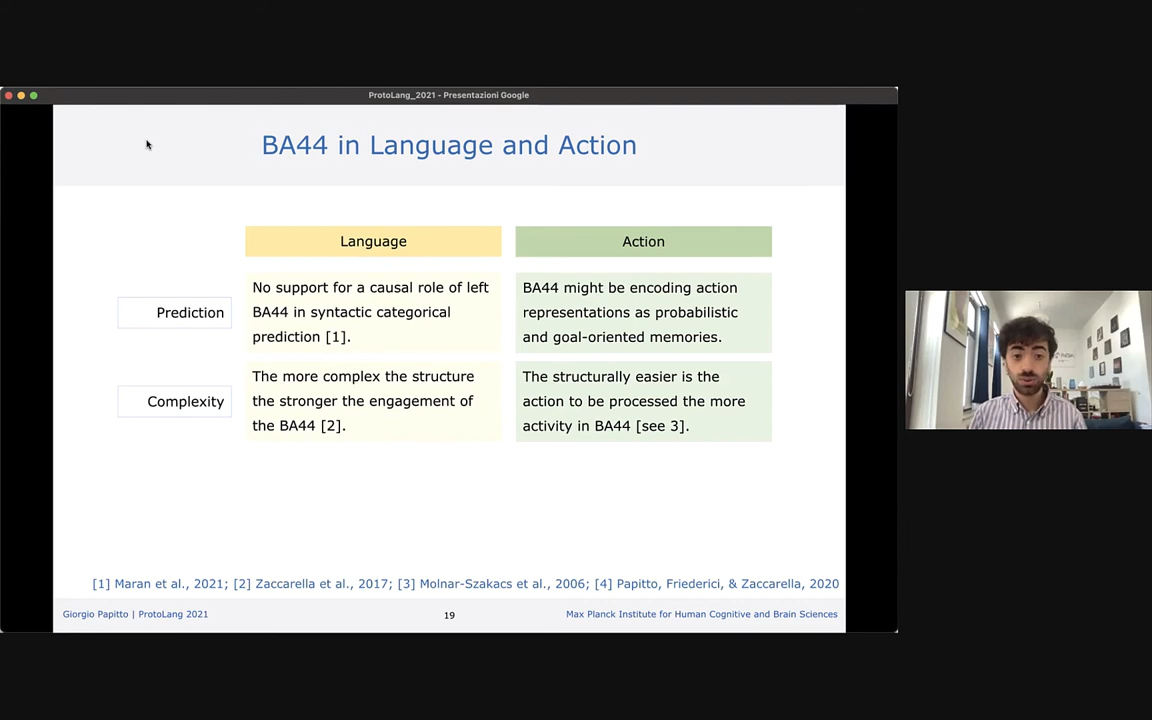 ProtoLang_2021 - Presentazioni Google
BA44 in Language and Action
Language
Action
Prediction
No support for a causal role of left
BA44 in syntactic categorical
prediction [1].
BA44 might be encoding action
representations as probabilistic
and goal-oriented memories.
Complexity
The more complex the structure
the stronger the engagement of
the BA44 [2].
The structurally easier is the
action to be processed the more
activity in BA44 [see 3].
[1] Maran et al., 2021; [2] Zaccarella et al., 2017; [3] Molnar-Szakacs et al., 2006; [4] Papitto, Friederici, & Zaccarella, 2020
Giorgio Papitto | ProtoLang 2021
19
Max Planck Institute for Human Cognitive and Brain Sciences